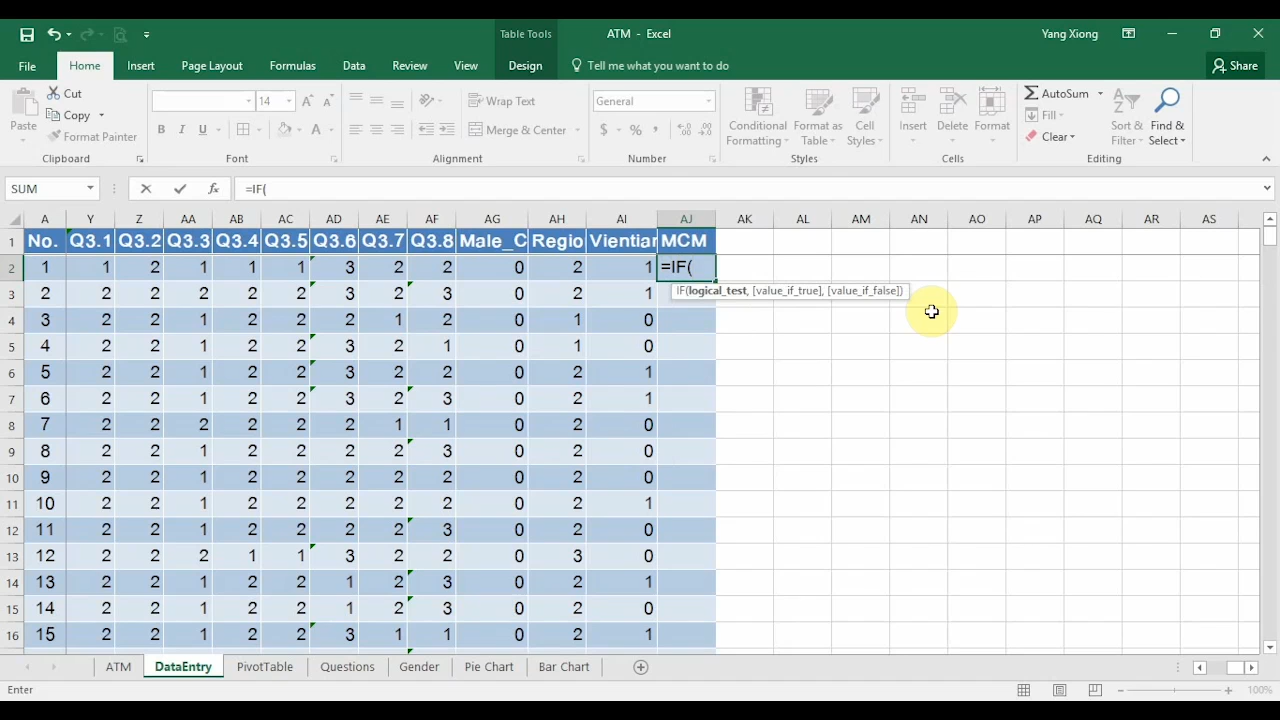 Table Tools ATM - Excel Yang Xiong
File Home Insert Page Layout Formulas Data Review View Design Tell me what you want to do Share
Paste Cut
Copy
Format Painter
Clipboard
14
B I U A
Font
Wrap Text
Merge & Center
Alignment
General
$ % ,
Number
Conditional Formatting
Format as Table
Cell Styles
Styles
Insert Delete Format
Cells
AutoSum
Fill
Clear
Sort & Filter
Find & Select
Editing
SUM fx =IF(
A Y Z AA AB AC AD AE AF AG AH AI AJ AK AL AM AN AO AP AQ AR AS
1 No. Q3.1 Q3.2 Q3.3 Q3.4 Q3.5 Q3.6 Q3.7 Q3.8 Male_C Regio Vientian MCM
2 1 1 2 1 1 1 3 2 2 0 2 1 =IF(
IF(logical_test, [value_if_true], [value_if_false])
3 2 2 2 2 2 2 3 2 3 0 2 1
4 3 2 2 1 2 2 2 1 2 0 1 0
5 4 2 2 1 2 2 3 2 1 0 1 0
6 5 2 2 1 2 2 3 2 2 0 2 1
7 6 2 2 1 2 2 3 2 3 0 2 1
8 7 2 2 2 2 2 2 1 1 0 2 0
9 8 2 2 1 2 2 2 2 3 0 2 0
10 9 2 2 1 2 2 2 2 2 0 2 0
11 10 2 2 1 2 2 2 2 2 0 2 1
12 11 2 2 1 2 2 2 2 3 0 2 0
13 12 2 2 2 1 1 3 2 2 0 3 0
14 13 2 2 1 2 2 1 2 3 0 2 1
15 14 2 2 1 2 2 1 2 3 0 2 0
16 15 2 2 1 2 2 3 1 1 0 2 1
ATM DataEntry PivotTable Questions Gender Pie Chart Bar Chart
Enter 100%